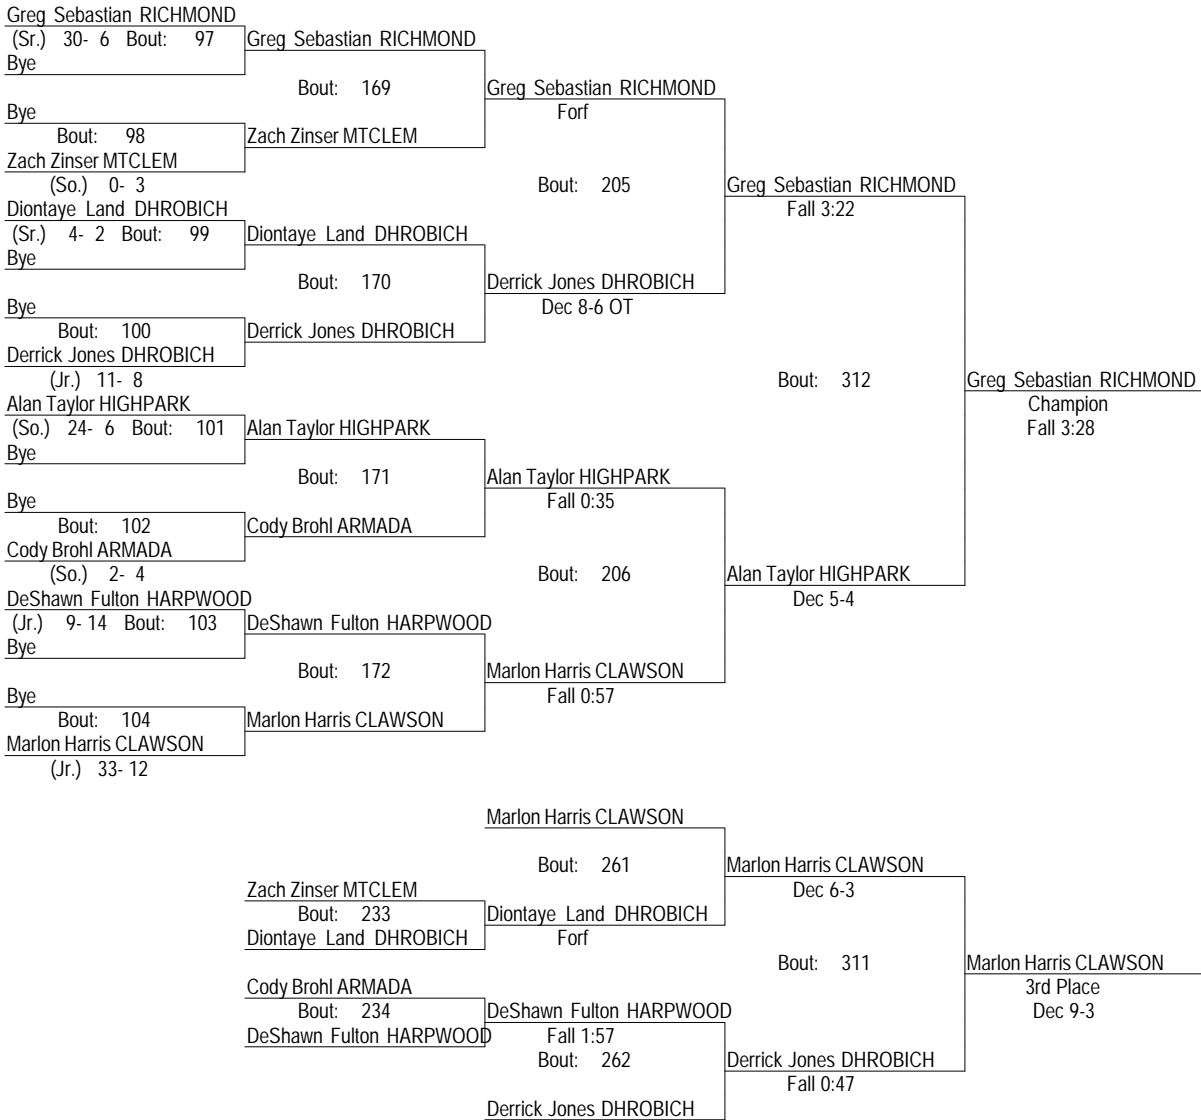 Greg Sebastian RICHMOND
(Sr.) 30- 6 Bout: 97 Greg Sebastian RICHMOND
Bye
Bout: 169 Greg Sebastian RICHMOND
Bye Forf
Bout: 98 Zach Zinser MTCLEM
Zach Zinser MTCLEM
(So.) 0- 3 Bout: 205 Greg Sebastian RICHMOND
Diontaye Land DHROBICH Fall 3:22
(Sr.) 4- 2 Bout: 99 Diontaye Land DHROBICH
Bye
Bout: 170 Derrick Jones DHROBICH
Bye Dec 8-6 OT
Bout: 100 Derrick Jones DHROBICH
Derrick Jones DHROBICH
(Jr.) 11- 8 Bout: 312 Greg Sebastian RICHMOND
Alan Taylor HIGHPARK Champion
(So.) 24- 6 Bout: 101 Alan Taylor HIGHPARK Fall 3:28
Bye
Bout: 171 Alan Taylor HIGHPARK
Bye Fall 0:35
Bout: 102 Cody Brohl ARMADA
Cody Brohl ARMADA
(So.) 2- 4 Bout: 206 Alan Taylor HIGHPARK
DeShawn Fulton HARPWOOD Dec 5-4
(Jr.) 9- 14 Bout: 103 DeShawn Fulton HARPWOOD
Bye
Bout: 172 Marlon Harris CLAWSON
Bye Fall 0:57
Bout: 104 Marlon Harris CLAWSON
Marlon Harris CLAWSON
(Jr.) 33- 12
Marlon Harris CLAWSON
Bout: 261 Marlon Harris CLAWSON
Zach Zinser MTCLEM Dec 6-3
Bout: 233 Diontaye Land DHROBICH
Diontaye Land DHROBICH Forf
Bout: 311 Marlon Harris CLAWSON
Cody Brohl ARMADA 3rd Place
Bout: 234 DeShawn Fulton HARPWOOD Dec 9-3
DeShawn Fulton HARPWOOD Fall 1:57
Bout: 262 Derrick Jones DHROBICH
Fall 0:47
Derrick Jones DHROBICH